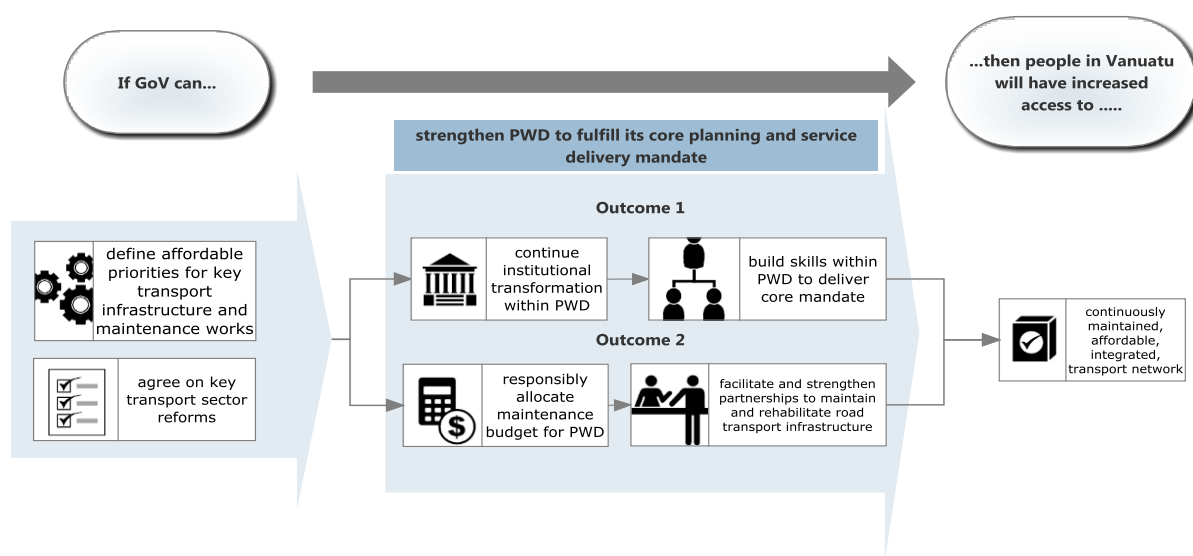 If GoV can...
...then people in Vanuatu
will have increased
access to .....
strengthen PWD to fulfill its core planning and service
delivery mandate
define affordable
priorities for key
transport
infrastructure and
maintenance works
agree on key
transport sector
reforms
Outcome 1
continue
institutional
transformation
within PWD
build skills within
PWD to deliver
core mandate
Outcome 2
responsibly
allocate
maintenance
budget for PWD
facilitate and strengthen
partnerships to maintain
and rehabilitate road
transport infrastructure
continuously
maintained,
affordable,
integrated,
transport network